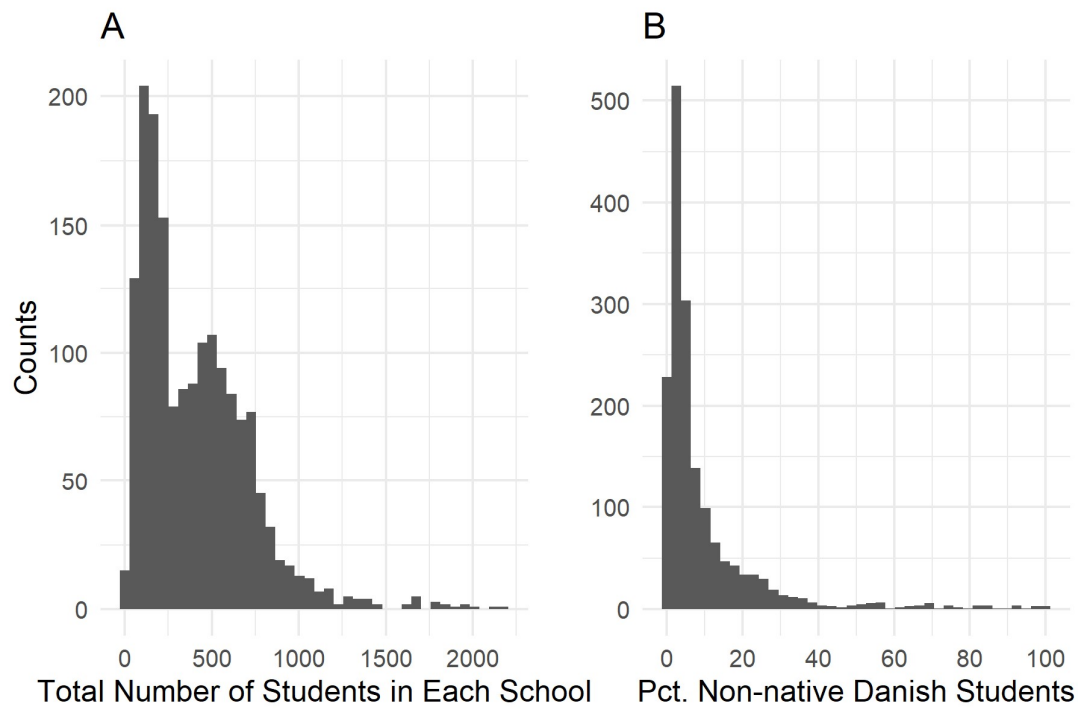 A
B
Counts
200
150
100
50
0
0 500 1000 1500 2000
Total Number of Students in Each School
500
400
300
200
100
0
0 20 40 60 80 100
Pct. Non-native Danish Students